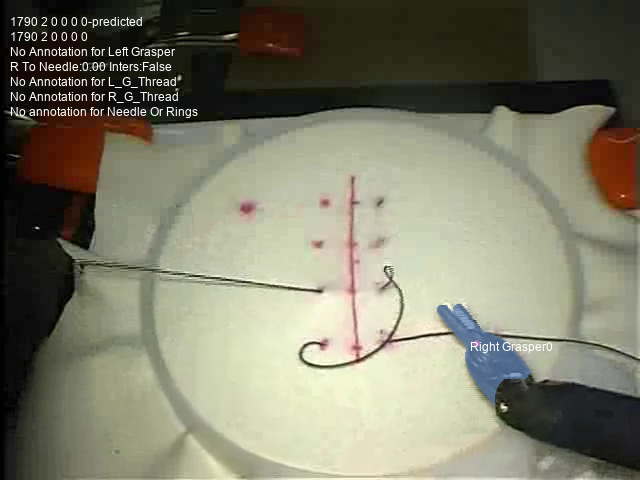 1790 2 0 0 0 0-predicted
1790 2 0 0 0 0
No Annotation for Left Grasper
R To Needle:0.00 Inters:False
No Annotation for L_G_Thread
No Annotation for R_G_Thread
No annotation for Needle Or Rings
Right Grasper0